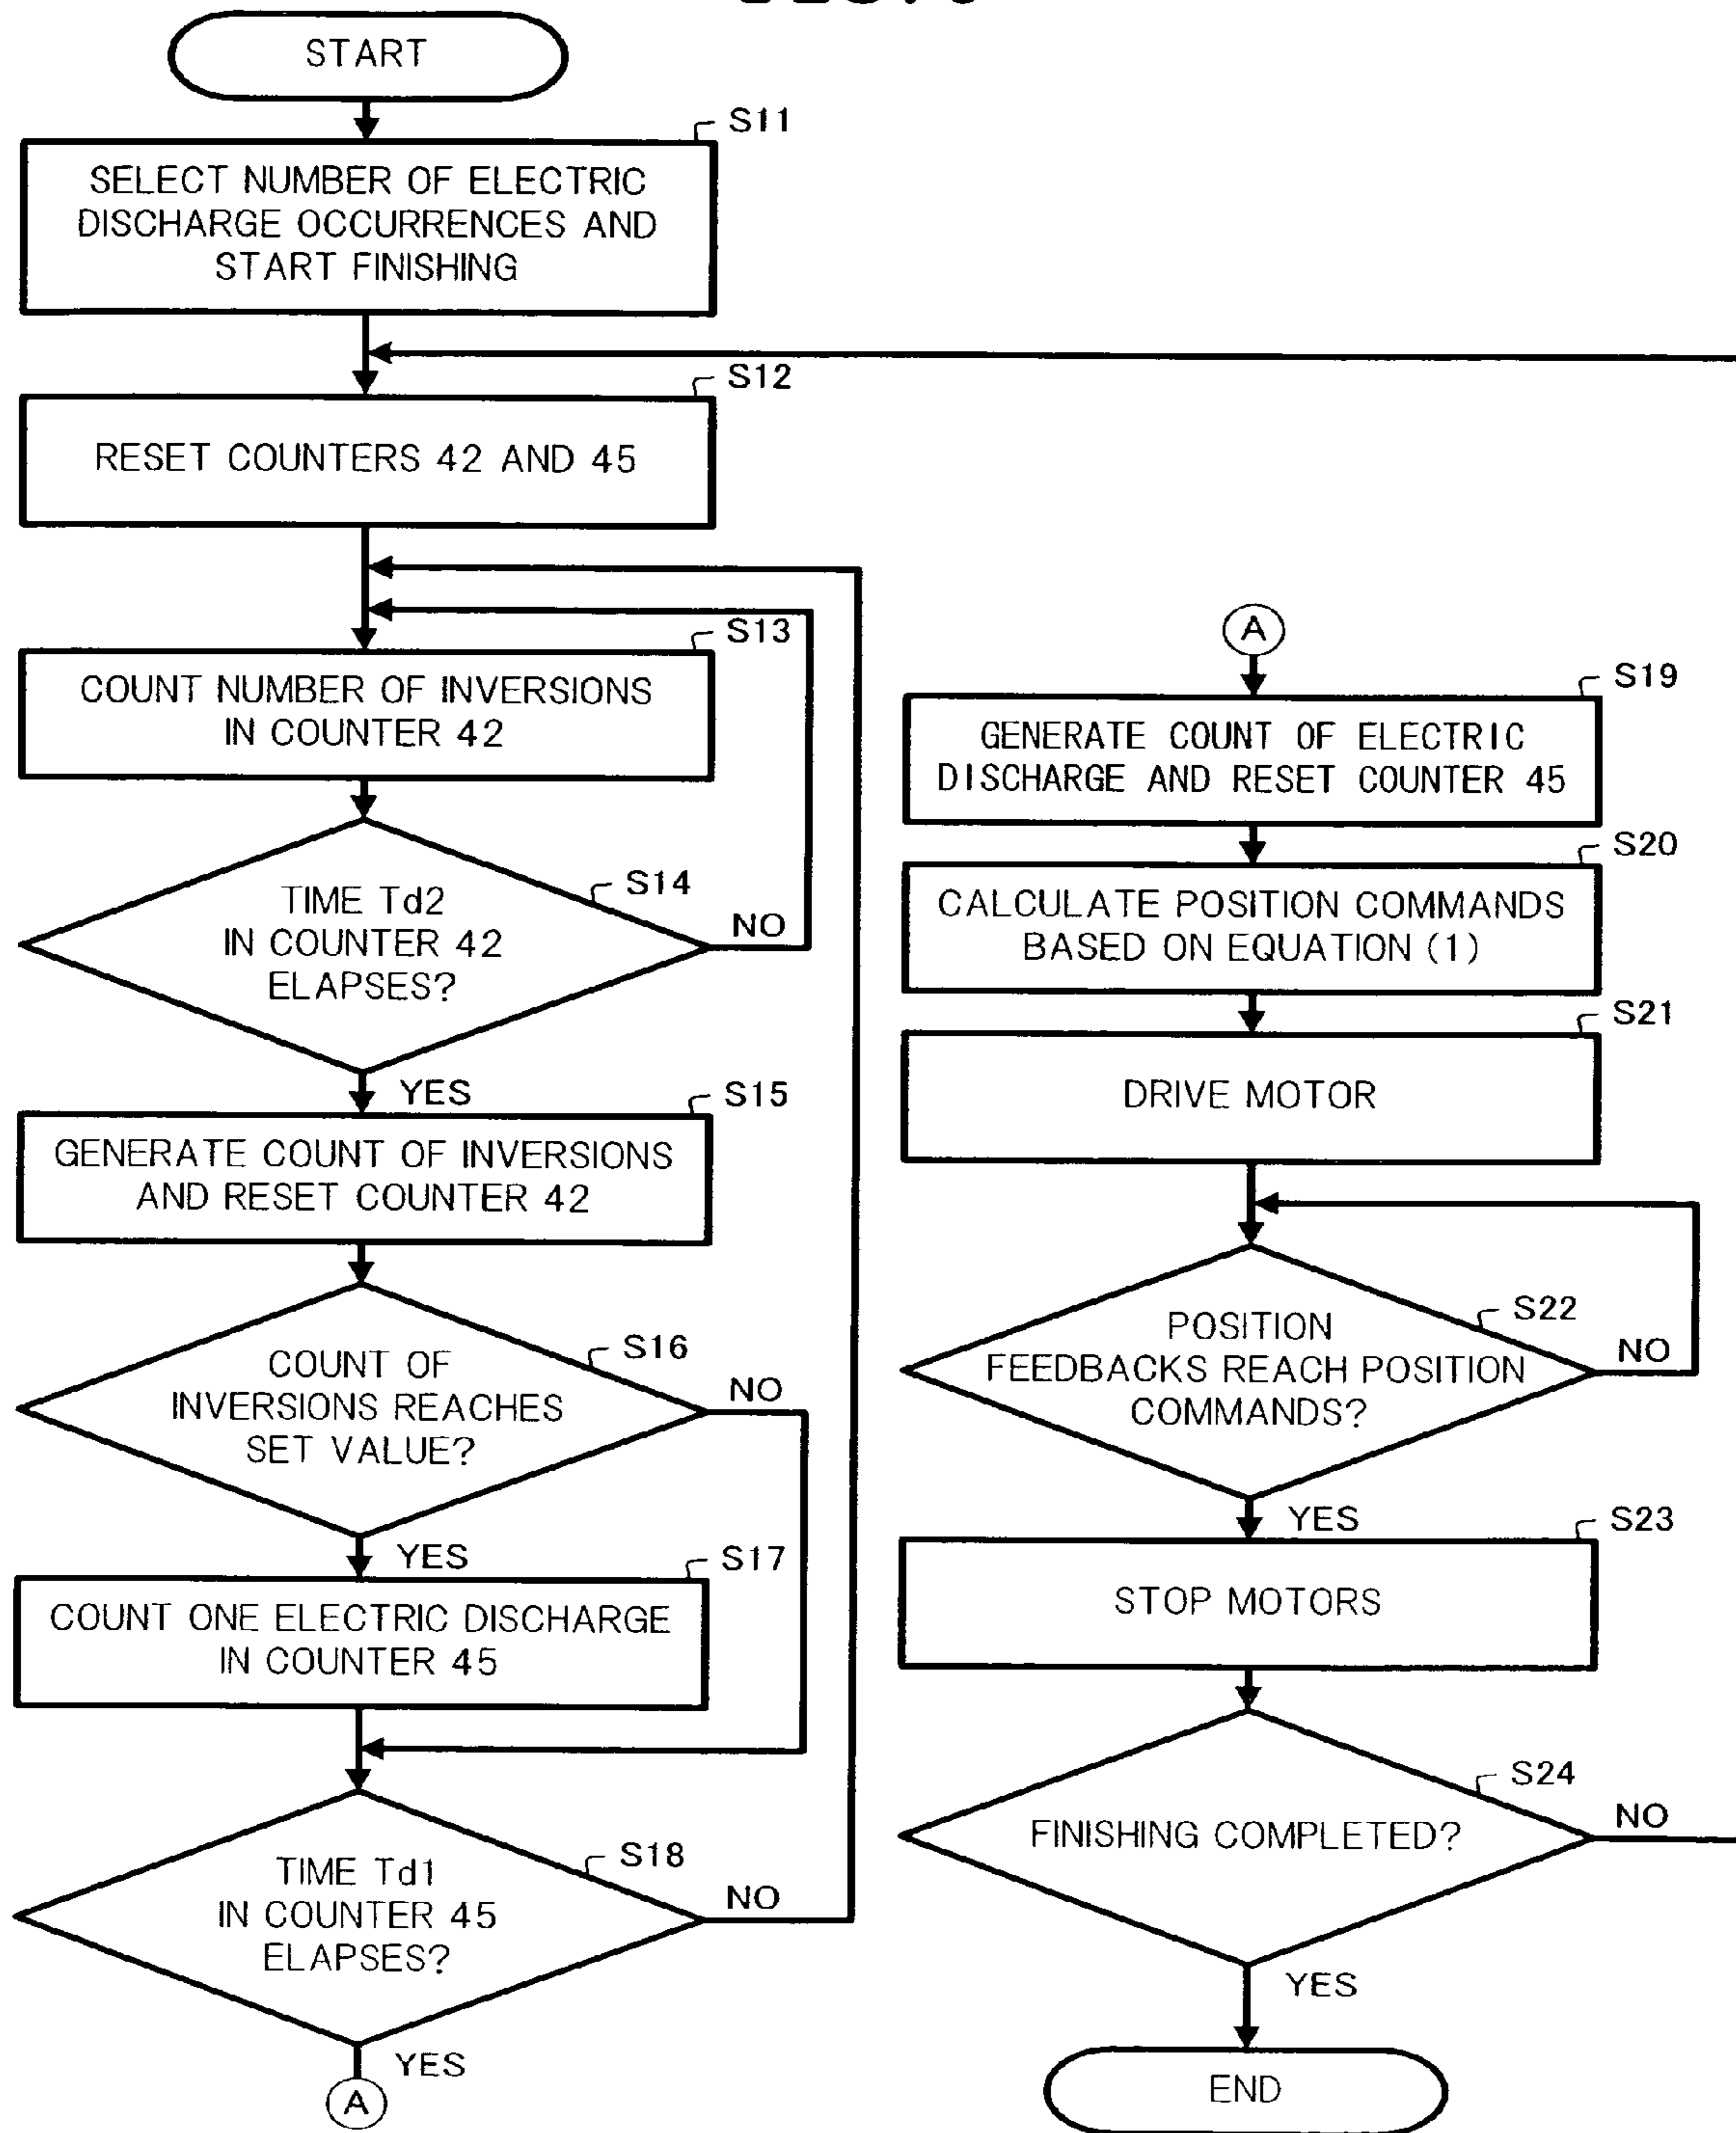 START
S11
SELECT NUMBER OF ELECTRIC
DISCHARGE OCCURRENCES AND
START FINISHING
S12
RESET COUNTERS 42 AND 45
S13
COUNT NUMBER OF INVERSIONS
IN COUNTER 42
S14
TIME Td2
IN COUNTER 42
ELAPSES?
NO
YES
S15
GENERATE COUNT OF INVERSIONS
AND RESET COUNTER 42
S16
COUNT OF
INVERSIONS REACHES
SET VALUE?
NO
YES
S17
COUNT ONE ELECTRIC DISCHARGE
IN COUNTER 45
S18
TIME Td1
IN COUNTER 45
ELAPSES?
NO
YES
A
A
S19
GENERATE COUNT OF ELECTRIC
DISCHARGE AND RESET COUNTER 45
S20
CALCULATE POSITION COMMANDS
BASED ON EQUATION (1)
S21
DRIVE MOTOR
S22
POSITION
FEEDBACKS REACH POSITION
COMMANDS?
NO
YES
S23
STOP MOTORS
S24
FINISHING COMPLETED?
NO
YES
END